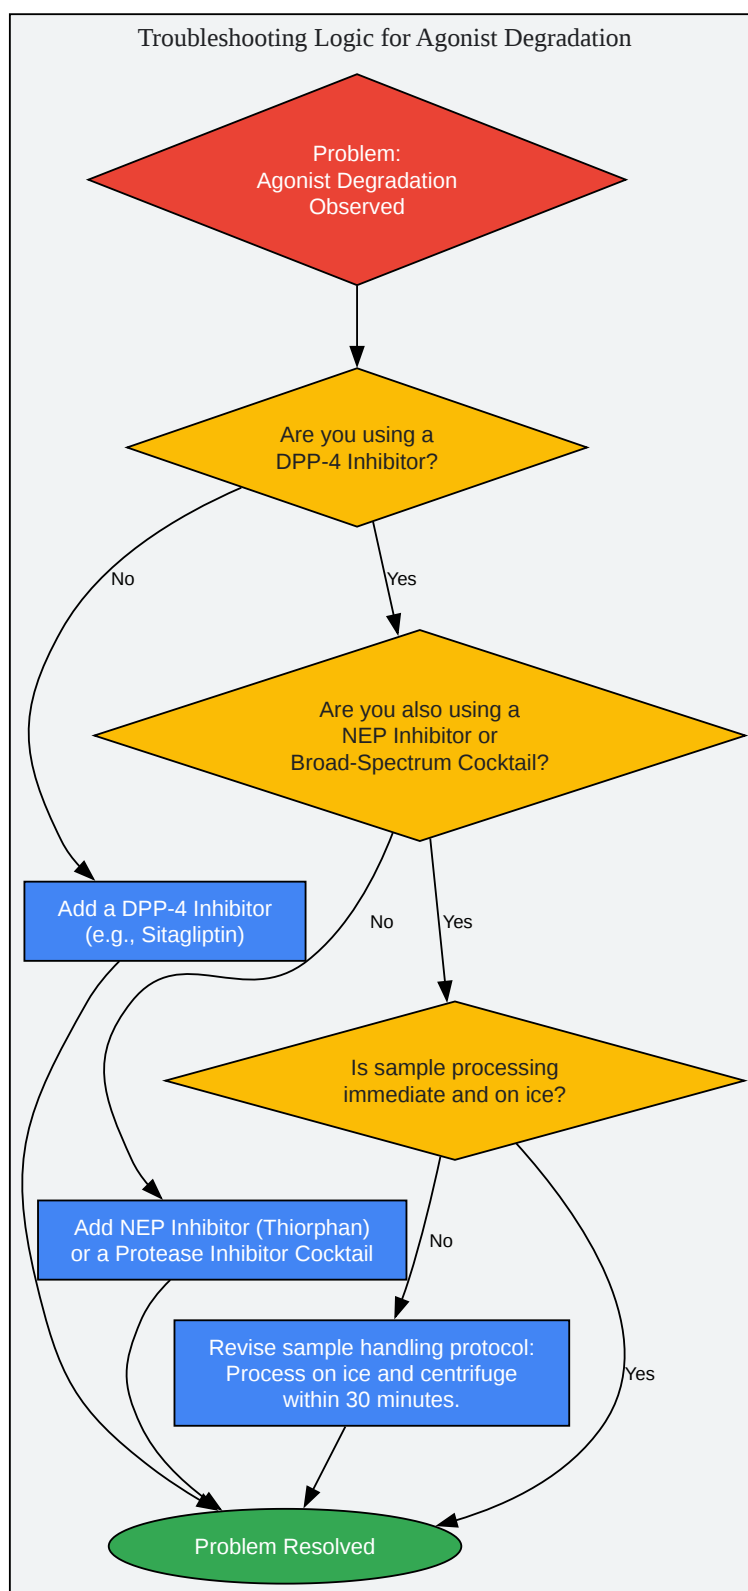 Troubleshooting Logic for Agonist Degradation
Problem:
Agonist Degradation
Observed
Are you using a
DPP-4 Inhibitor?
No
Yes
Are you also using a
NEP Inhibitor or
Broad-Spectrum Cocktail?
Add a DPP-4 Inhibitor
(e.g., Sitagliptin)
No
Yes
Is sample processing
immediate and on ice?
Add NEP Inhibitor (Thiorphan)
or a Protease Inhibitor Cocktail
No
Revise sample handling protocol:
Process on ice and centrifuge
within 30 minutes.
Yes
Problem Resolved